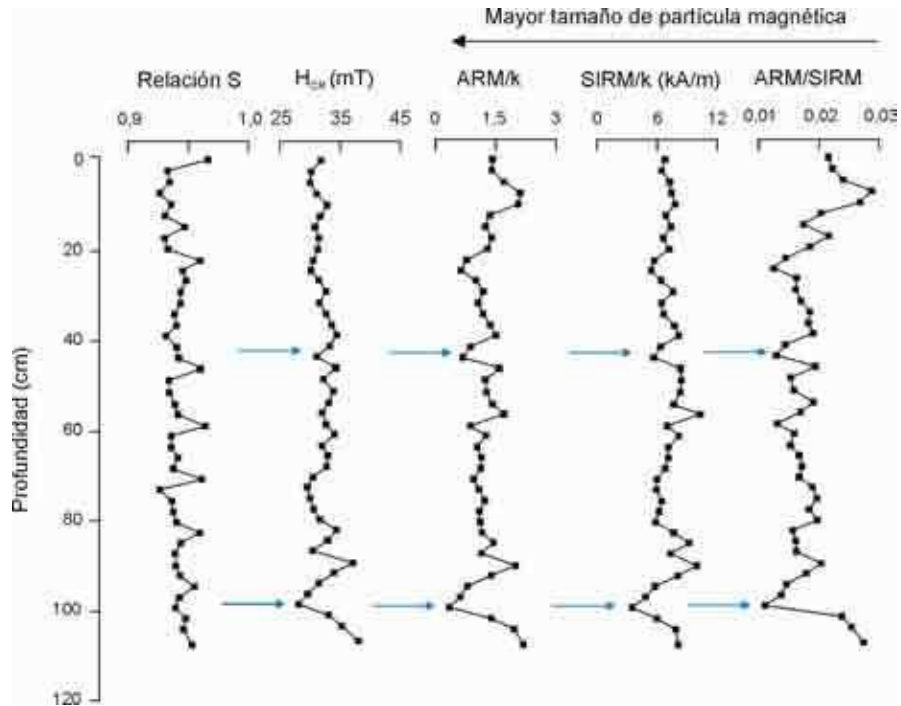 Mayor tamaño de partícula magnética
Relación S
H_CR (mT)
ARM/k
SIRM/k (kA/m)
ARM/SIRM
0,9 1,0 25 35 45 0 1,5 3 0 6 12 0,01 0,02 0,03
0
20
40
60
80
100
120
Profundidad (cm)